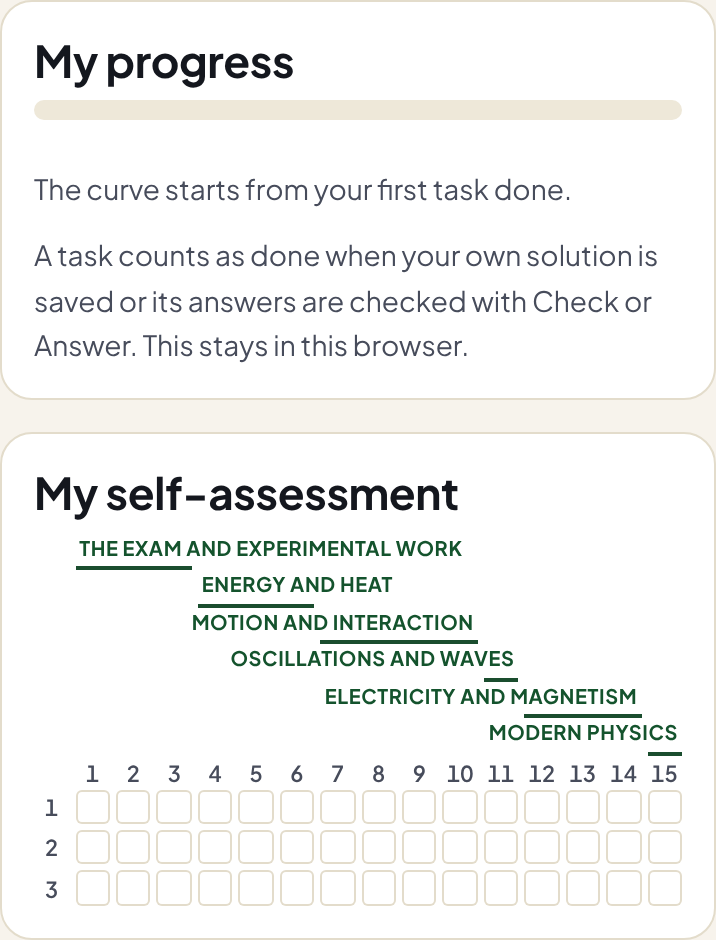 My progress
The curve starts from your first task done.
A task counts as done when your own solution is
saved or its answers are checked with Check or
Answer. This stays in this browser.
My self-assessment
THE EXAM AND EXPERIMENTAL WORK
ENERGY AND HEAT
MOTION AND INTERACTION
OSCILLATIONS AND WAVES
ELECTRICITY AND MAGNETISM
MODERN PHYSICS
1 2 3 4 5 6 7 8 9 10 11 12 13 14 15
1
2
3